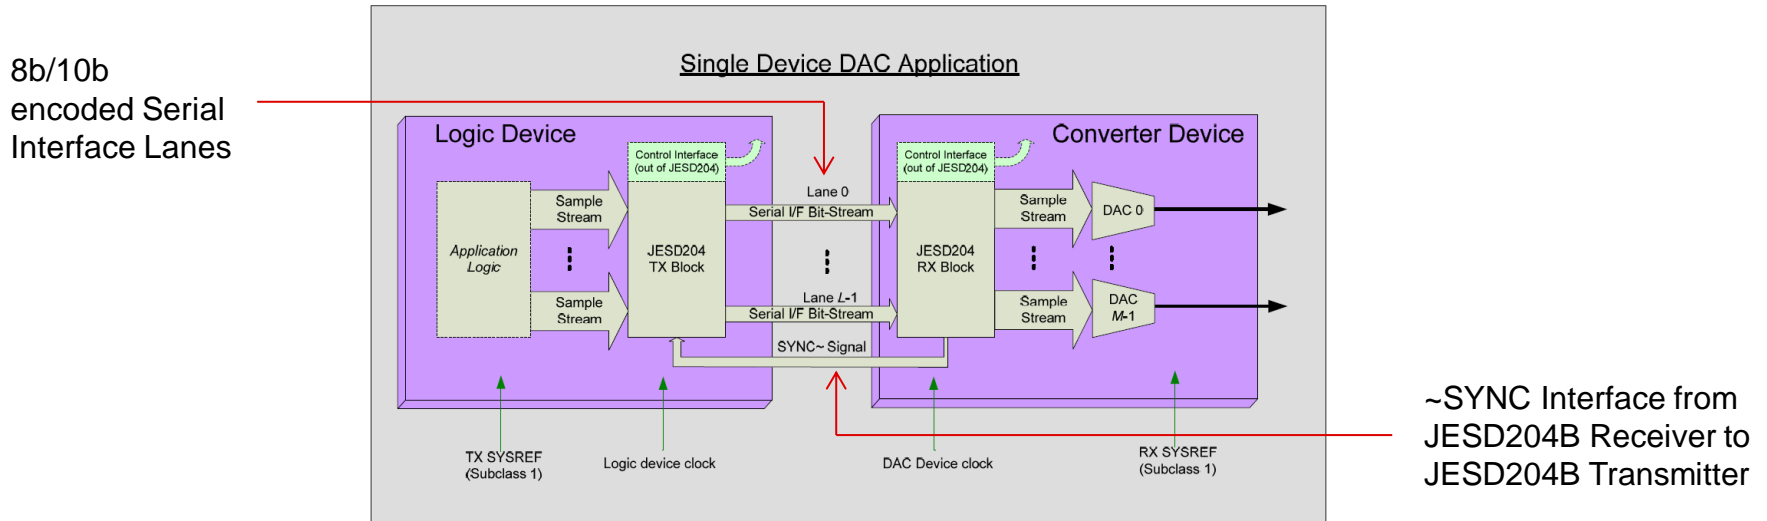 Single Device DAC Application
8b/10b
encoded Serial
Interface Lanes
Logic Device
Converter Device
Control Interface
(out of JESD204)
Control Interface
(out of JESD204)
Lane 0
Serial I/F Bit-Stream
Sample
Stream
Sample
Stream
DAC 0
Application
Logic
JESD204
TX Block
JESD204
RX Block
Lane L-1
Serial I/F Bit-Stream
Sample
Stream
Sample
Stream
DAC
M-1
SYNC~ Signal
~SYNC Interface from
JESD204B Receiver to
JESD204B Transmitter
TX SYSREF
(Subclass 1)
Logic device clock
DAC Device clock
RX SYSREF
(Subclass 1)